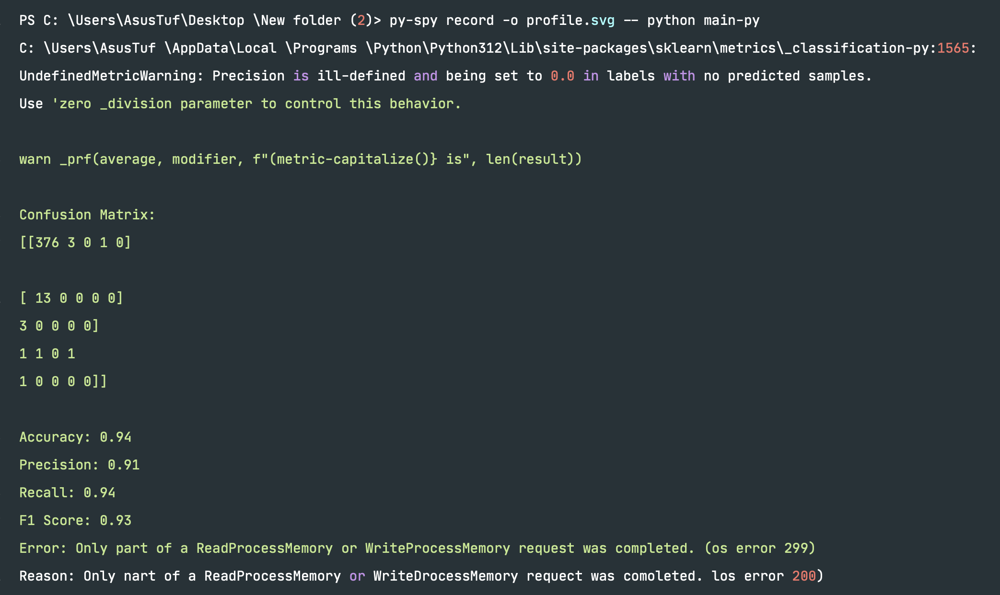 PS C: \Users\AsusTuf\Desktop \New folder (2)> py-spy record -o profile.svg -- python main-py
C: \Users\AsusTuf \AppData\Local \Programs \Python\Python312\Lib\site-packages\sklearn\metrics\_classification-py:1565:
UndefinedMetricWarning: Precision is ill-defined and being set to 0.0 in labels with no predicted samples.
Use 'zero _division parameter to control this behavior.
warn _prf(average, modifier, f"(metric-capitalize()} is", len(result))
Confusion Matrix:
[[376 3 0 1 0]
[ 13 0 0 0 0]
3 0 0 0 0]
1 1 0 1
1 0 0 0 0]]
Accuracy: 0.94
Precision: 0.91
Recall: 0.94
F1 Score: 0.93
Error: Only part of a ReadProcessMemory or WriteProcessMemory request was completed. (os error 299)
Reason: Only nart of a ReadProcessMemory or WriteDrocessMemory requect was comoleted. los error 200)